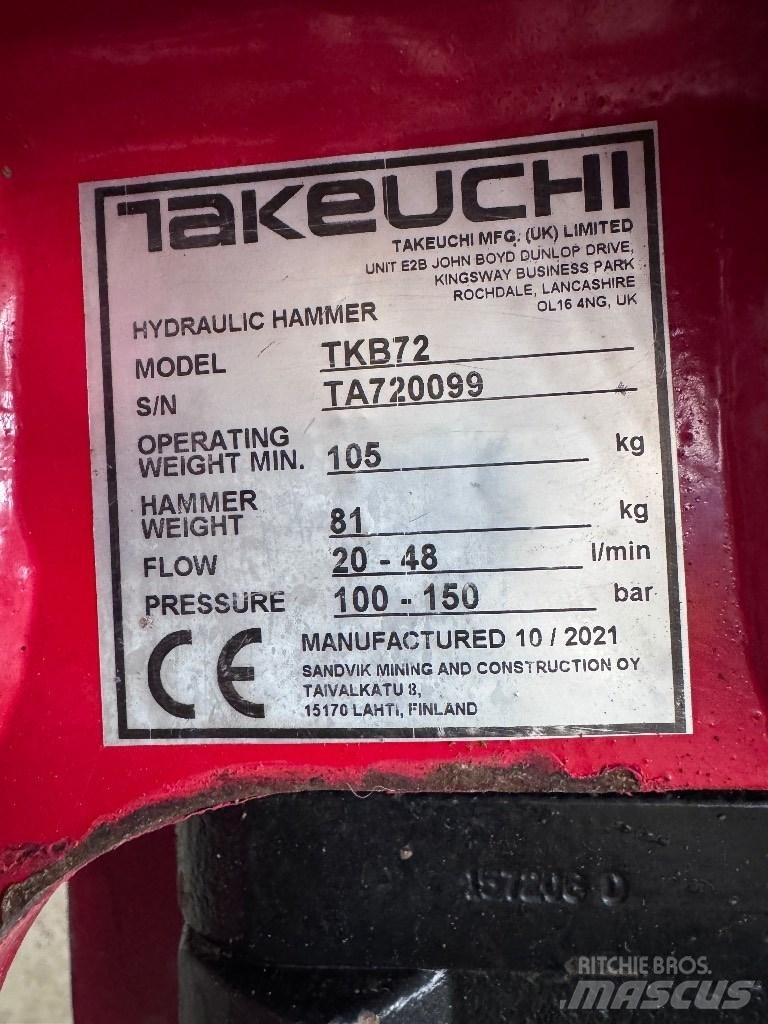 TAKEUCHI
TAKEUCHI MFG. (UK) LIMITED
UNIT E2B JOHN BOYD DUNLOP DRIVE,
KINGSWAY BUSINESS PARK
ROCHDALE, LANCASHIRE
OL16 4NG, UK
HYDRAULIC HAMMER
MODEL TKB72
S/N TA720099
OPERATING
WEIGHT MIN. 105 kg
HAMMER
WEIGHT 81 kg
FLOW 20 - 48 l/min
PRESSURE 100 - 150 bar
CE
MANUFACTURED 10 / 2021
SANDVIK MINING AND CONSTRUCTION OY
TAIVALKATU 8,
15170 LAHTI, FINLAND
RITCHIE BROS.
MASCUS